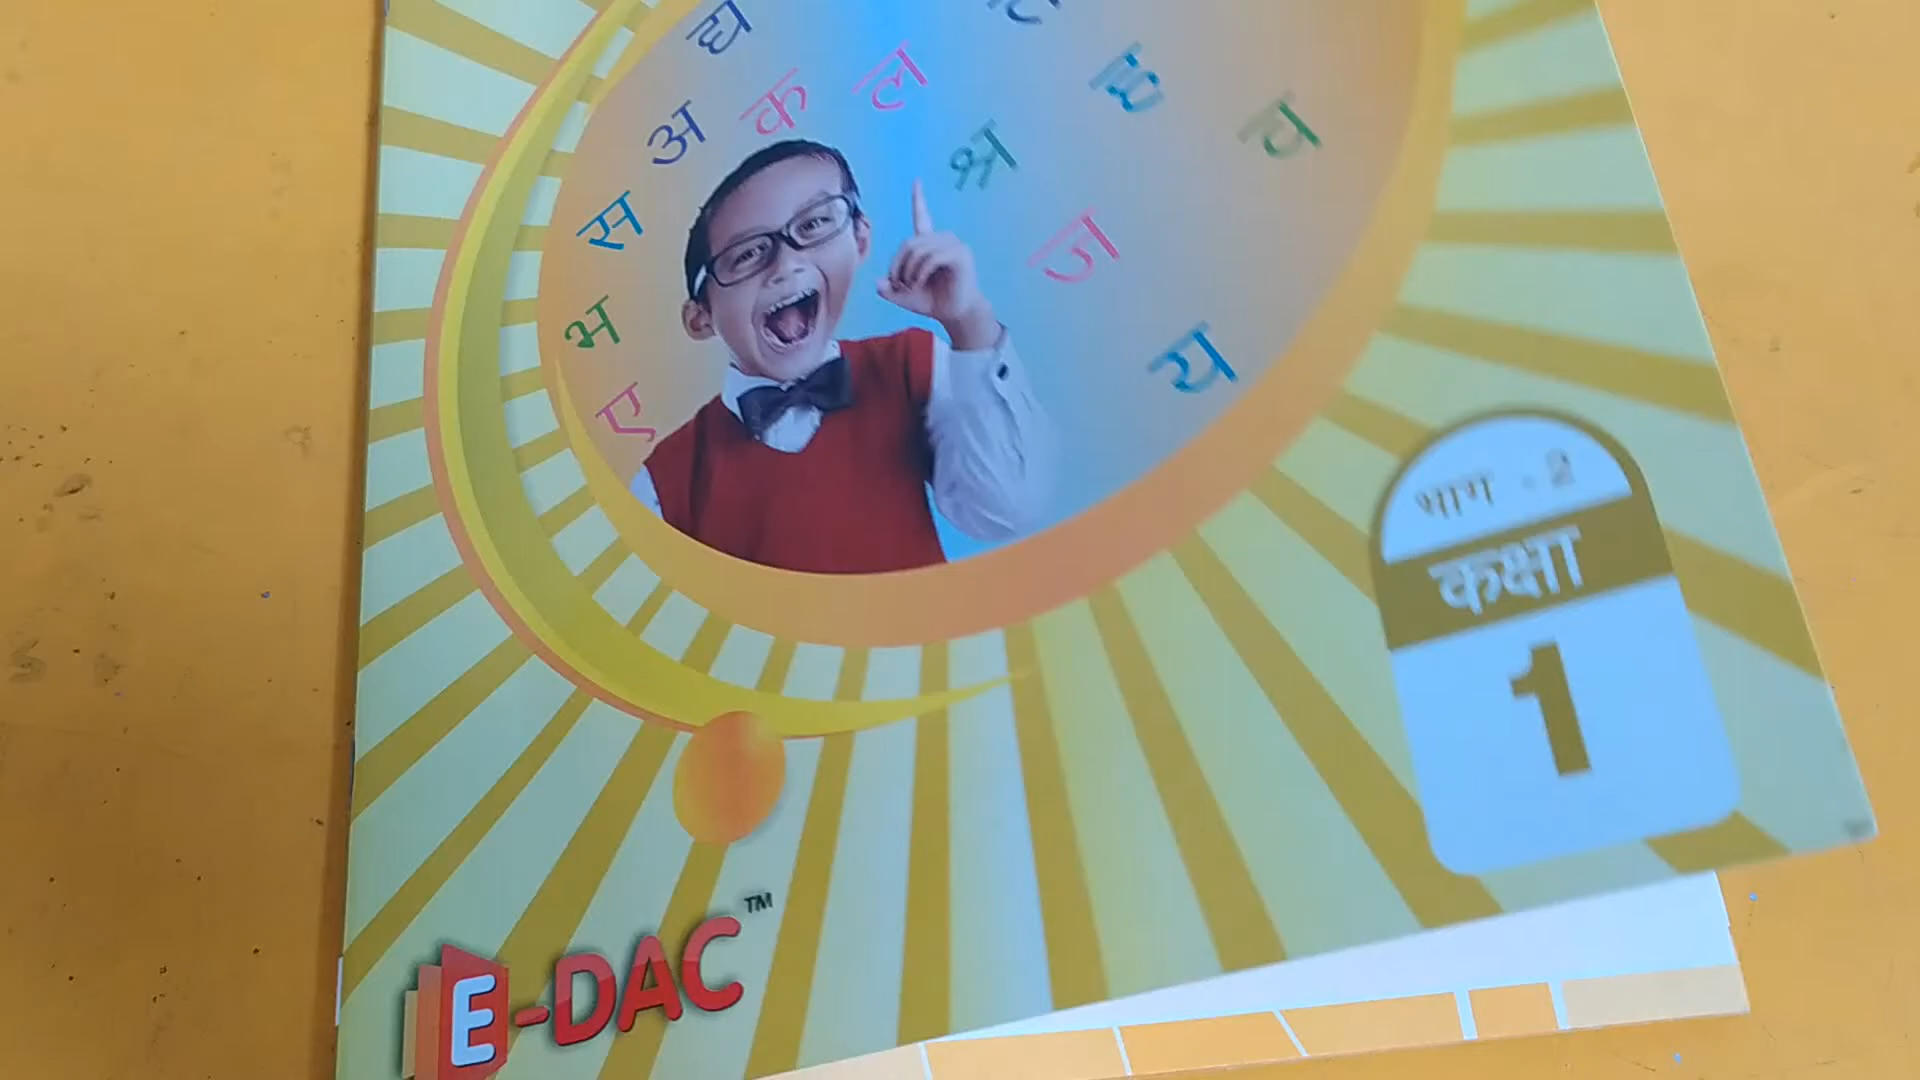 द्य
अ
क
ल
ह
व
स
श्र
ज
भ
य
ए
भाग - 2
कक्षा
1
E-DAC™